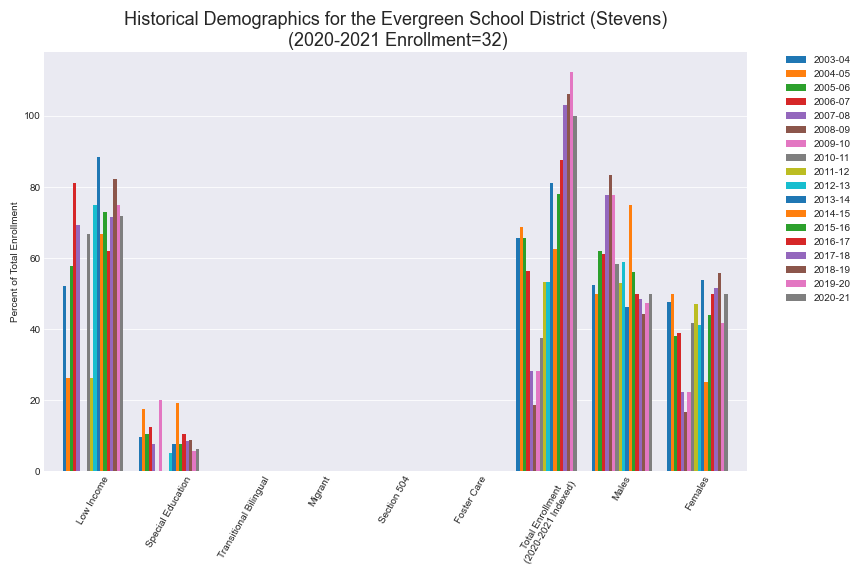 Historical Demographics for the Evergreen School District (Stevens)
(2020-2021 Enrollment=32)
Percent of Total Enrollment
100
80
60
40
20
0
Low Income
Special Education
Transitional Bilingual
Migrant
Section 504
Foster Care
Total Enrollment
(2020-2021 Indexed)
Males
Females
2003-04
2004-05
2005-06
2006-07
2007-08
2008-09
2009-10
2010-11
2011-12
2012-13
2013-14
2014-15
2015-16
2016-17
2017-18
2018-19
2019-20
2020-21